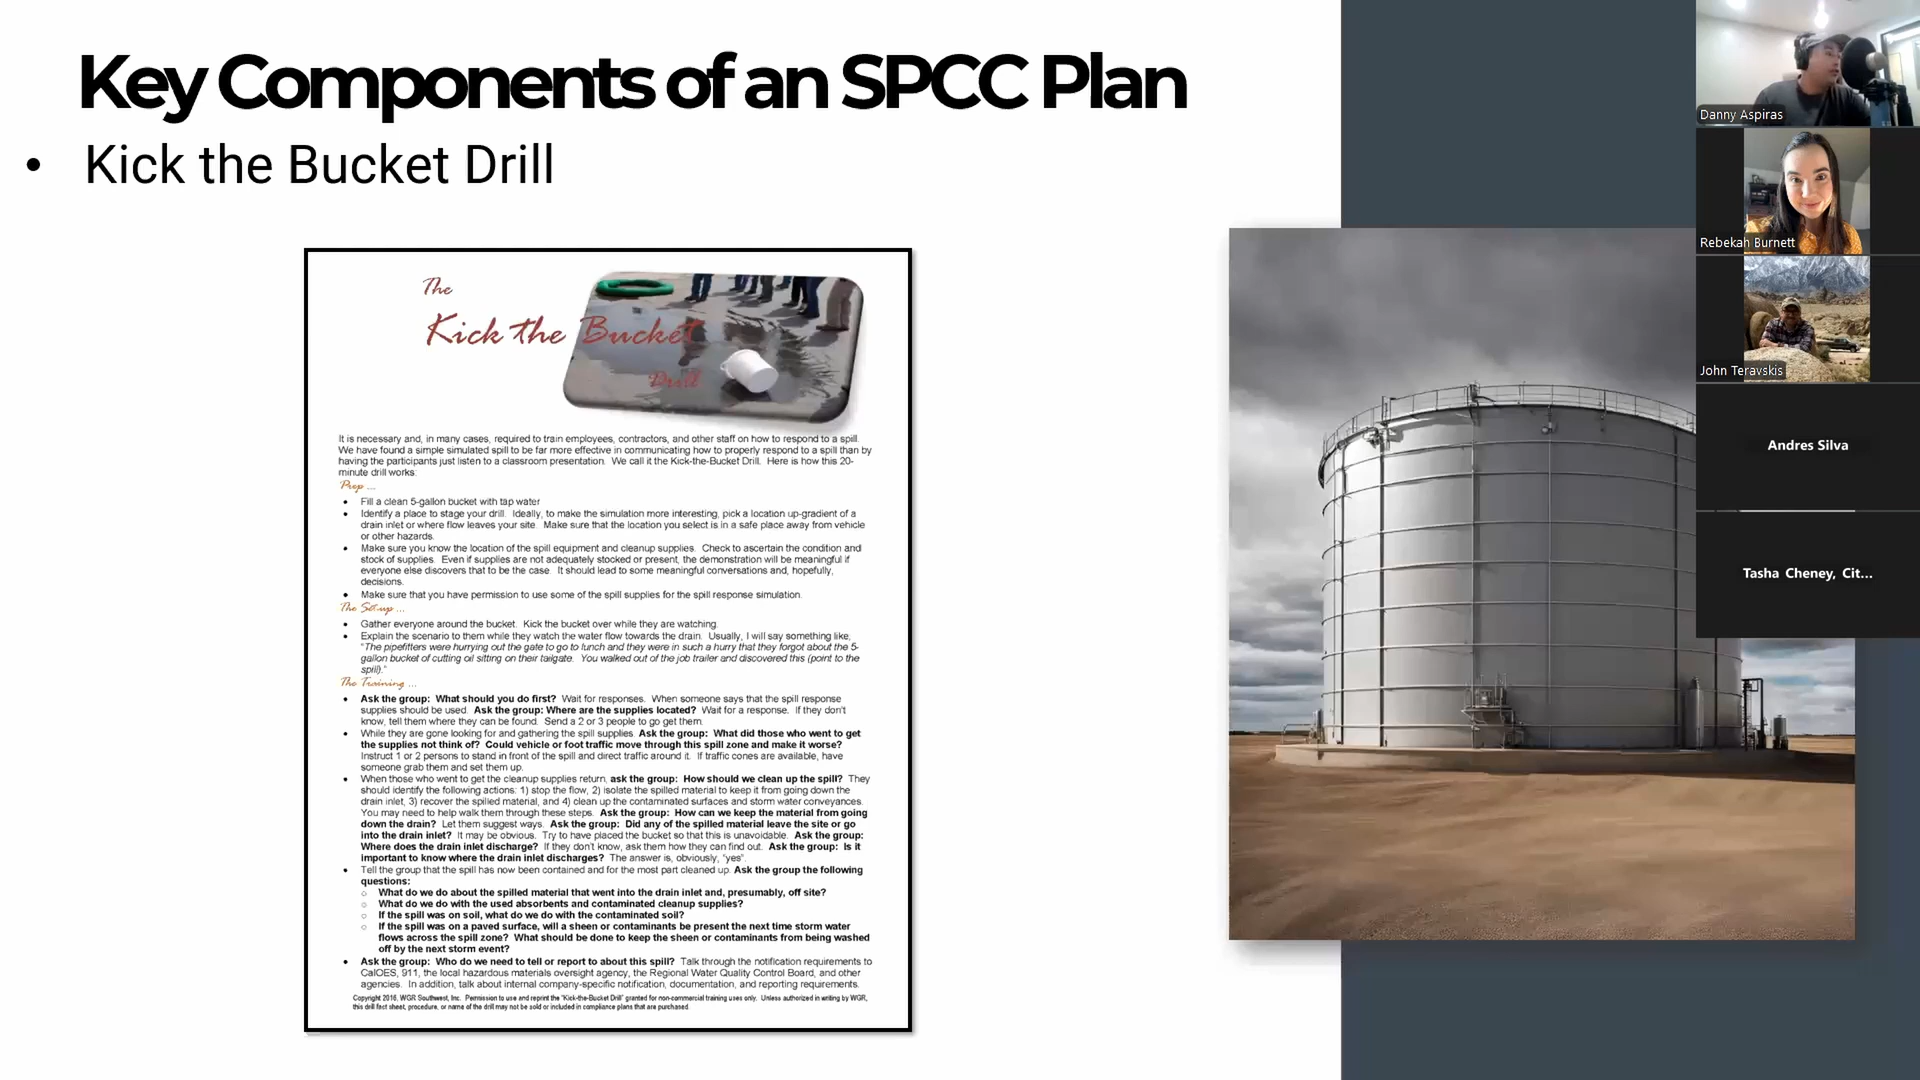 Key Components of an SPCC Plan
• Kick the Bucket Drill
The
Kick the Bucket
Drill
It is necessary and, in many cases, required to train employees, contractors, and other staff on how to respond to a spill.
We have found a simple simulated spill to be far more effective in communicating how to properly respond to a spill than by
having the participants just listen to a classroom presentation. We call it the Kick-the-Bucket Drill. Here is how this 20-
minute drill works:
Prep ...
• Fill a clean 5-gallon bucket with tap water
• Identify a place to stage your drill. Ideally, to make the simulation more interesting, pick a location up-gradient of a
drain inlet or where flow leaves your site. Make sure that the location you select is in a safe place away from vehicle
or other hazards.
• Make sure you know the location of the spill equipment and cleanup supplies. Check to ascertain the condition and
stock of supplies. Even if supplies are not adequately stocked or present, the demonstration will be meaningful if
everyone else discovers that to be the case. It should lead to some meaningful conversations and, hopefully,
decisions.
• Make sure that you have permission to use some of the spill supplies for the spill response simulation.
The Setup ...
• Gather everyone around the bucket. Kick the bucket over while they are watching.
• Explain the scenario to them while they watch the water flow towards the drain. Usually, I will say something like,
"The pipefitters were hurrying out the gate to go to lunch and they were in such a hurry that they forgot about the 5-
gallon bucket of cutting oil sitting on their tailgate. You walked out of the job trailer and discovered this (point to the
spill)."
The Training ...
• Ask the group: What should you do first? Wait for responses. When someone says that the spill response
supplies should be used. Ask the group: Where are the supplies located? Wait for a response. If they don't
know, tell them where they can be found. Send a 2 or 3 people to go get them.
• While they are gone looking for and gathering the spill supplies. Ask the group: What did those who went to get
the supplies not think of? Could vehicle or foot traffic move through this spill zone and make it worse?
Instruct 1 or 2 persons to stand in front of the spill and direct traffic around it. If traffic cones are available, have
someone grab them and set them up.
• When those who went to get the cleanup supplies return, ask the group: How should we clean up the spill? They
should identify the following actions: 1) stop the flow, 2) isolate the spilled material to keep it from going down the
drain inlet, 3) recover the spilled material, and 4) clean up the contaminated surfaces and storm water conveyances.
You may need to help walk them through these steps. Ask the group: How can we keep the material from going
down the drain? Let them suggest ways. Ask the group: Did any of the spilled material leave the site or go
into the drain inlet? It may be obvious. Try to have placed the bucket so that this is unavoidable. Ask the group:
Where does the drain inlet discharge? If they don't know, ask them how they can find out. Ask the group: Is it
important to know where the drain inlet discharges? The answer is, obviously, "yes".
• Tell the group that the spill has now been contained and for the most part cleaned up. Ask the group the following
questions:
○ What do we do about the spilled material that went into the drain inlet and, presumably, off site?
○ What do we do with the used absorbents and contaminated cleanup supplies?
○ If the spill was on soil, what do we do with the contaminated soil?
○ If the spill was on a paved surface, will a sheen or contaminants be present the next time storm water
flows across the spill zone? What should be done to keep the sheen or contaminants from being washed
off by the next storm event?
• Ask the group: Who do we need to tell or report to about this spill? Talk through the notification requirements to
CalOES, 911, the local hazardous materials oversight agency, the Regional Water Quality Control Board, and other
agencies. In addition, talk about internal company-specific notification, documentation, and reporting requirements.
Copyright 2016, WGR Southwest, Inc. Permission to use and reprint the "Kick-the-Bucket Drill" granted for non-commercial training uses only. Unless authorized in writing by WGR,
this drill fact sheet, procedure, or name of the drill may not be sold or included in compliance plans that are purchased.
Danny Aspiras
Rebekah Burnett
John Teravskis
Andres Silva
Tasha Cheney, Cit...